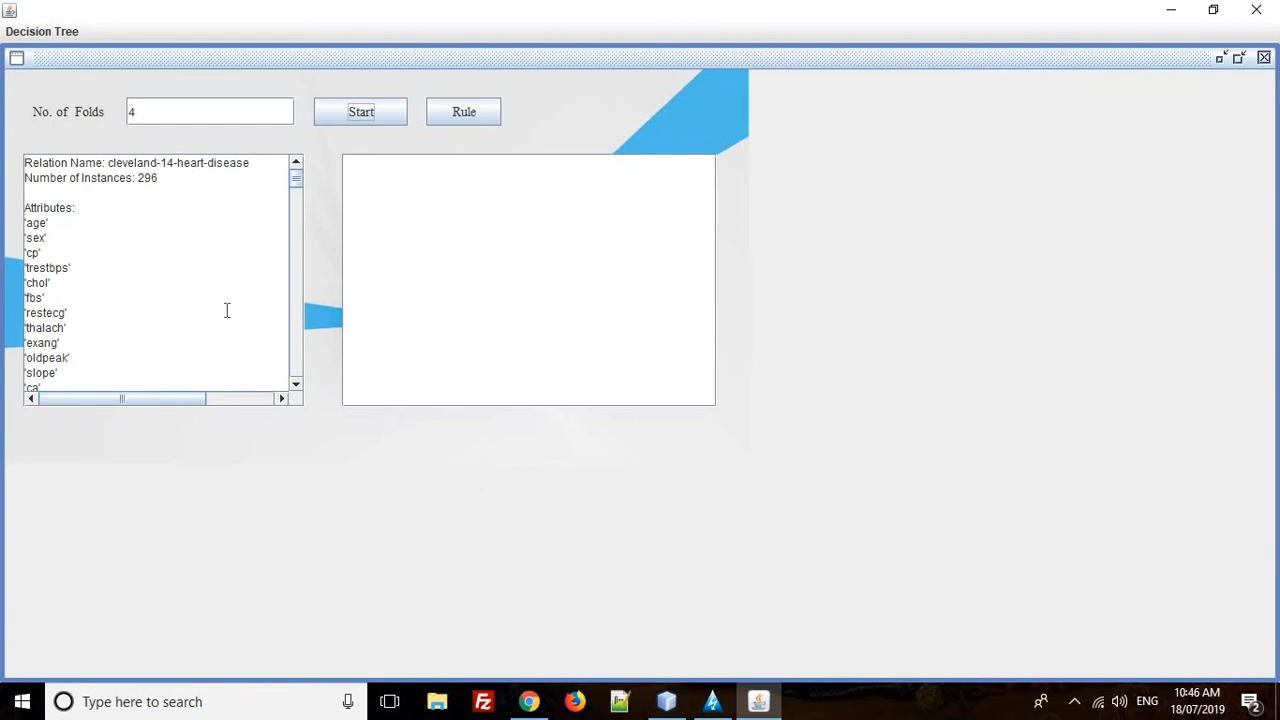 Decision Tree
No. of Folds
4
Start
Rule
Relation Name: cleveland-14-heart-disease
Number of Instances: 296
Attributes:
'age'
'sex'
'cp'
'trestbps'
'chol'
'fbs'
'restecg'
'thalach'
'exang'
'oldpeak'
'slope'
'ca'
Type here to search
ENG
10:46 AM
18/07/2019
2